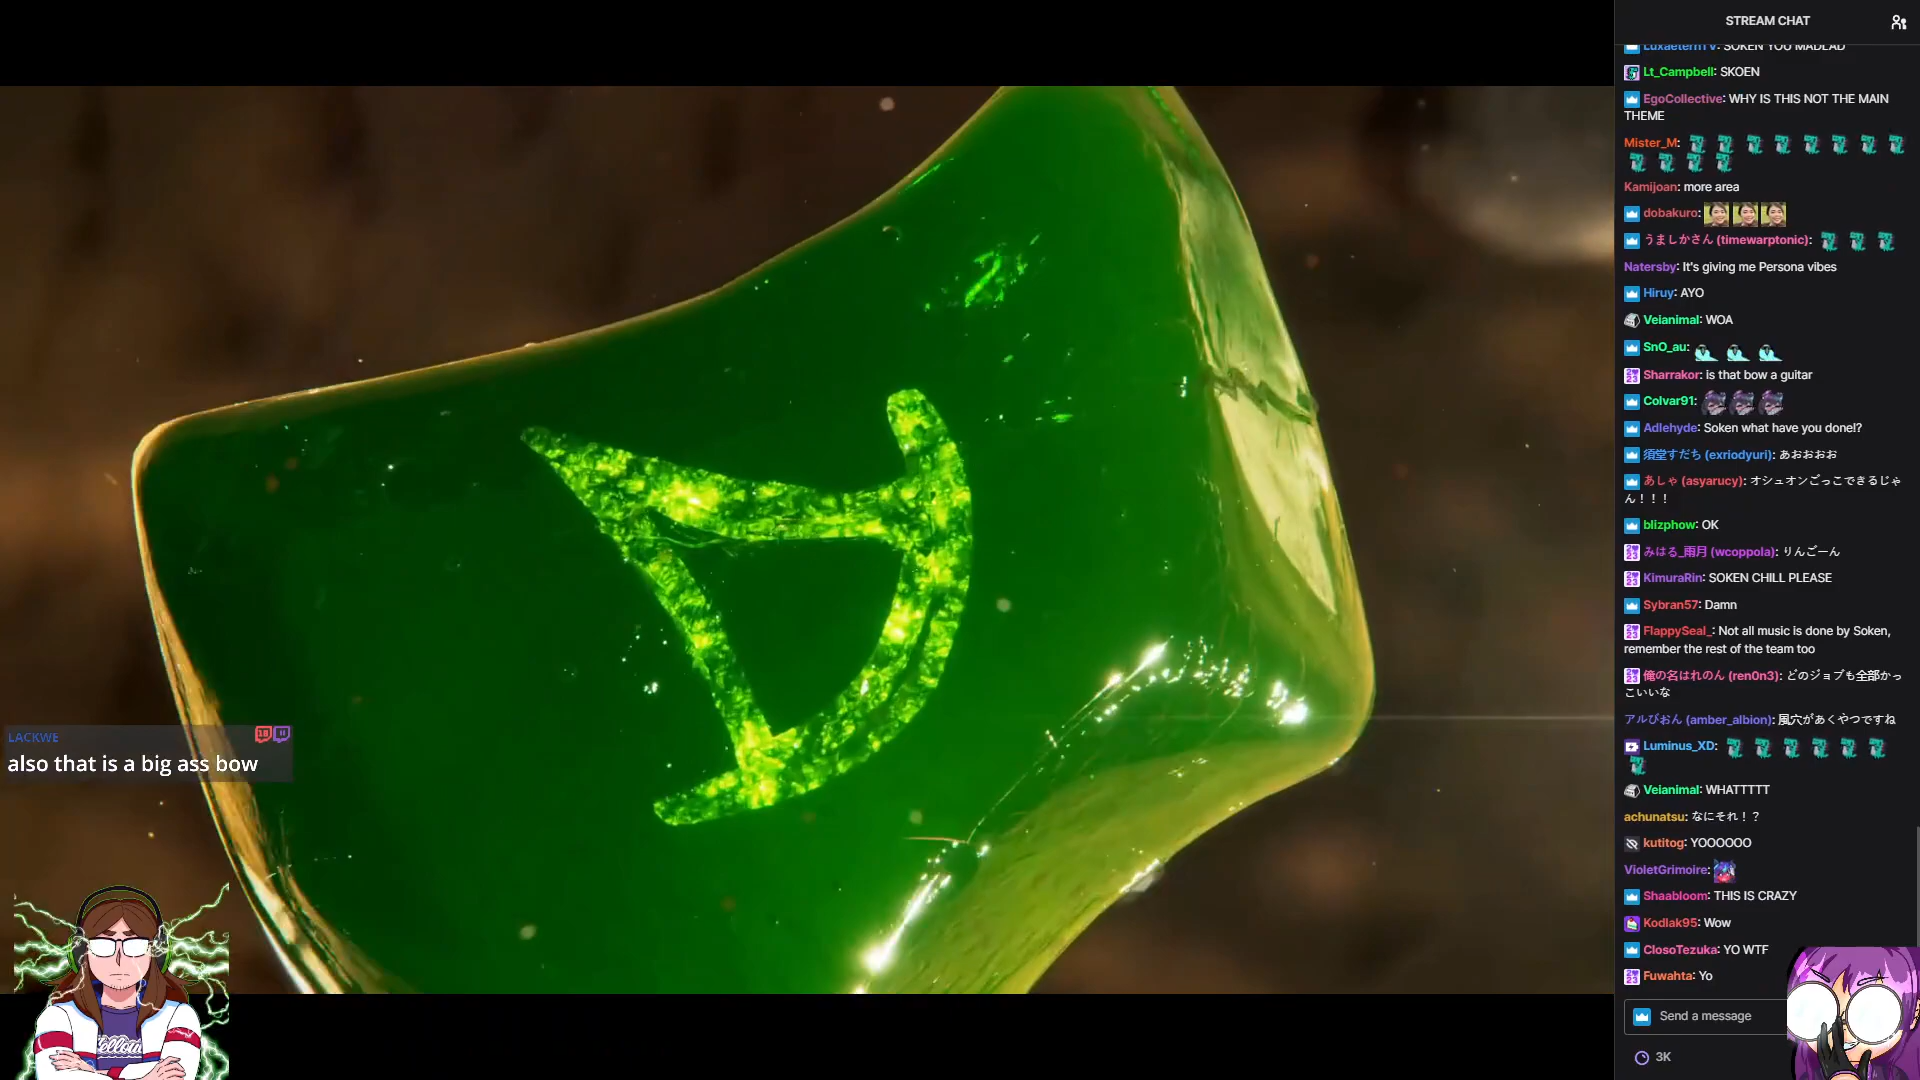 STREAM CHAT
LuxaeternTV: SOKEN YOU MADLAD
Lt_Campbell: SKOEN
EgoCollective: WHY IS THIS NOT THE MAIN
THEME
Mister_M:
Kamijoan: more area
dobakuro:
うましかさん (timewarptonic):
Natersby: It's giving me Persona vibes
Hiruy: AYO
Veianimal: WOA
SnO_au:
Sharrakor: is that bow a guitar
Colvar91:
Adlehyde: Soken what have you done!?
須堂すだち (exriodyuri): あおおおお
あしゃ (asyarucy): オシュオンごっこできるじゃ
ん！！！
blizphow: OK
みはる_雨月 (wcoppola): りんごーん
KimuraRin: SOKEN CHILL PLEASE
Sybran57: Damn
FlappySeal_: Not all music is done by Soken,
remember the rest of the team too
俺の名はれのん (ren0n3): どのジョブも全部かっ
こいいな
アルびおん (amber_albion): 風穴があくやつですね
Luminus_XD:
Veianimal: WHATTTTT
achunatsu: なにそれ！？
kutitog: YOOOOOO
VioletGrimoire:
Shaabloom: THIS IS CRAZY
Kodlak95: Wow
ClosoTezuka: YO WTF
Fuwahta: Yo
Send a message
3K
LACKWE
also that is a big ass bow